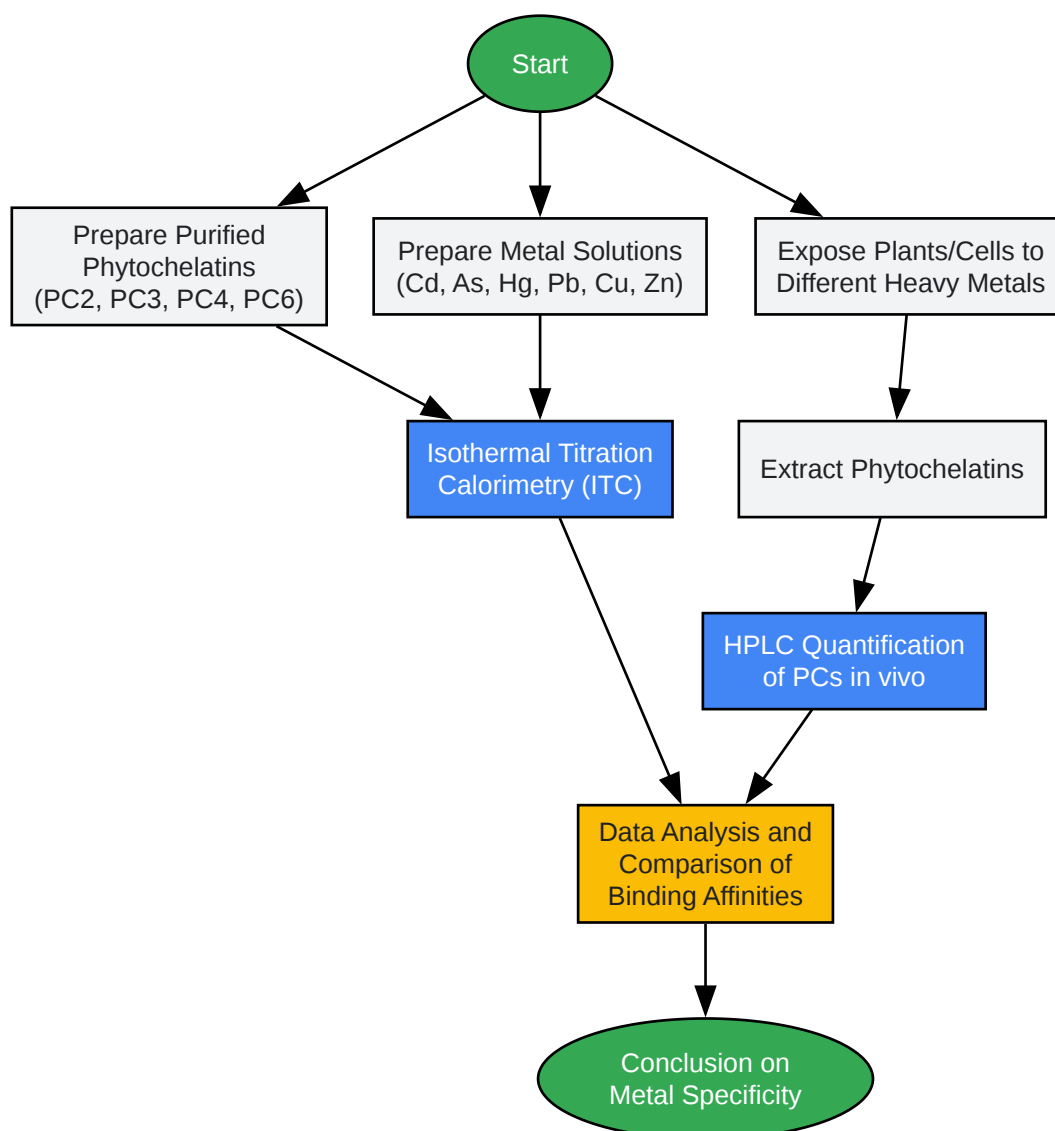 Start
Prepare Purified
Phytochelatins
(PC2, PC3, PC4, PC6)
Prepare Metal Solutions
(Cd, As, Hg, Pb, Cu, Zn)
Expose Plants/Cells to
Different Heavy Metals
Isothermal Titration
Calorimetry (ITC)
Extract Phytochelatins
HPLC Quantification
of PCs in vivo
Data Analysis and
Comparison of
Binding Affinities
Conclusion on
Metal Specificity